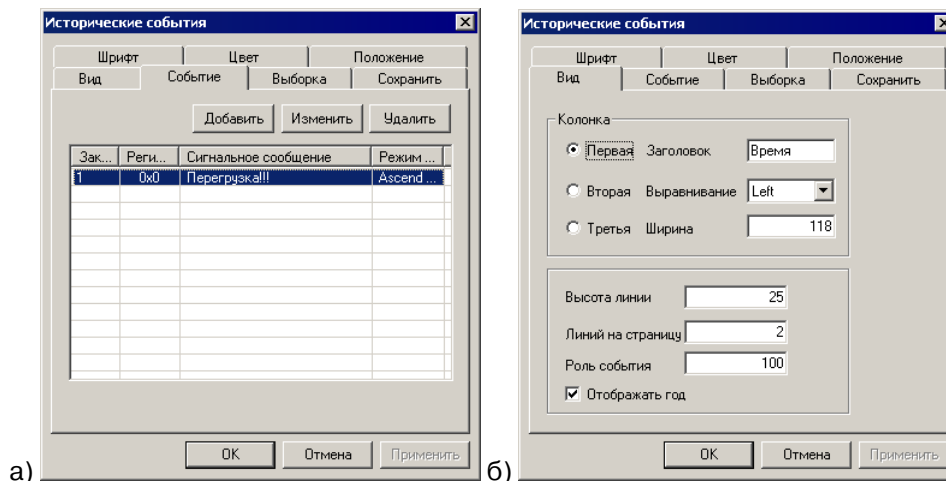 Исторические события
Шрифт Цвет Положение
Вид Событие Выборка Сохранить
Добавить Изменить Удалить
Зак... Реги... Сигнальное сообщение Режим ...
1 0x0 Перегрузка!!! Ascend ...
OK Отмена Применить
а)
Исторические события
Шрифт Цвет Положение
Вид Событие Выборка Сохранить
Колонка
Первая Заголовок Время
Вторая Выравнивание Left
Третья Ширина 118
Высота линии 25
Линий на страницу 2
Роль события 100
Отображать год
OK Отмена Применить
б)